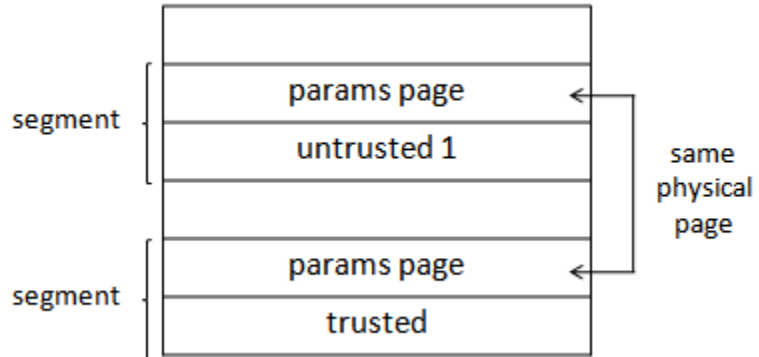 params page
segment
untrusted 1
same
physical
page
params page
segment
trusted